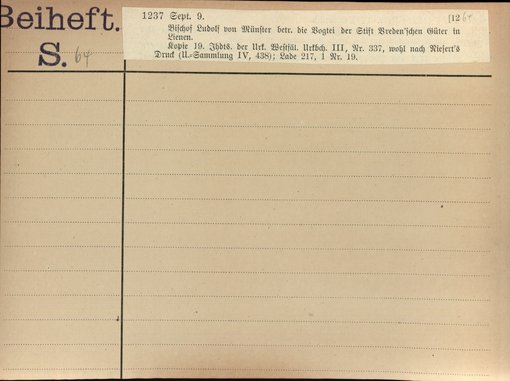 Beiheft.
S. 64
1237 Sept. 9. [12
Bischof Ludolf von Münster betr. die Vogtei der Stift Vreden'schen Güter in
Lienen.
Kopie 19. Jhdts. der Urk. Westfäl. Urkbch. III, Nr. 337, wohl nach Niesert's
Druck (U.-Sammlung IV, 438); Lade 217, 1 Nr. 19.